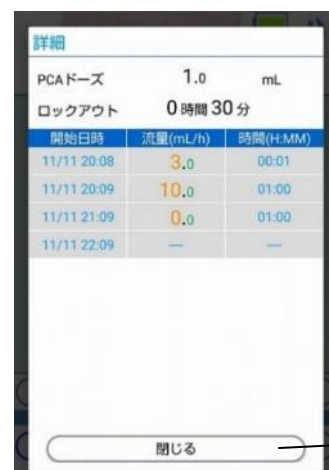 詳細
PCAドーズ 1.0 mL
ロックアウト 0 時間 30 分
開始日時 流量(mL/h) 時間(H:MM)
11/11 20:08 3.0 00:01
11/11 20:09 10.0 01:00
11/11 21:09 0.0 01:00
11/11 22:09 --- ---
閉じる